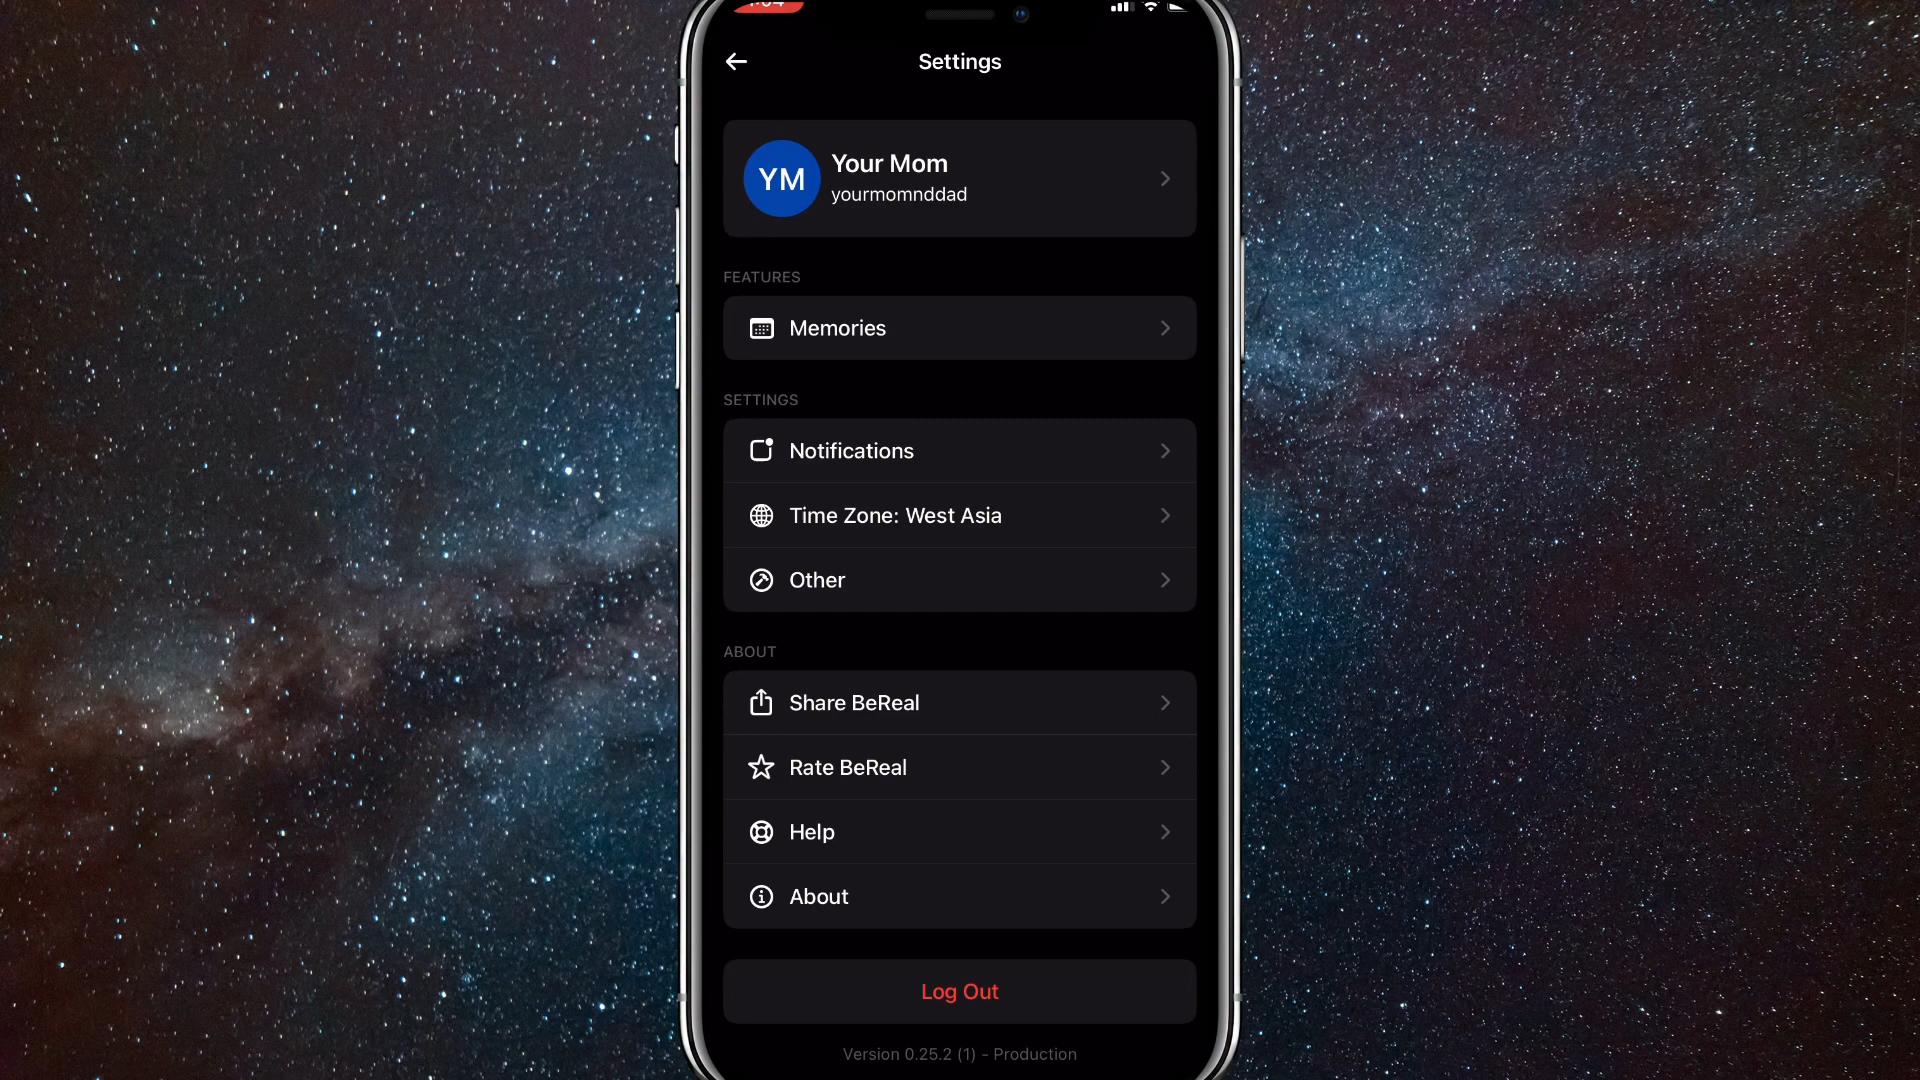 Settings
YM
Your Mom
yourmomnddad
FEATURES
Memories
SETTINGS
Notifications
Time Zone: West Asia
Other
ABOUT
Share BeReal
Rate BeReal
Help
About
Log Out
Version 0.25.2 (1) - Production